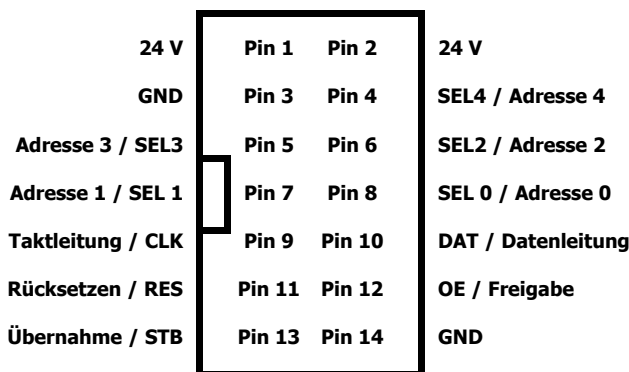 24 V Pin 1 Pin 2 24 V
GND Pin 3 Pin 4 SEL4 / Adresse 4
Adresse 3 / SEL3 Pin 5 Pin 6 SEL2 / Adresse 2
Adresse 1 / SEL 1 Pin 7 Pin 8 SEL 0 / Adresse 0
Taktleitung / CLK Pin 9 Pin 10 DAT / Datenleitung
Rücksetzen / RES Pin 11 Pin 12 OE / Freigabe
Übernahme / STB Pin 13 Pin 14 GND